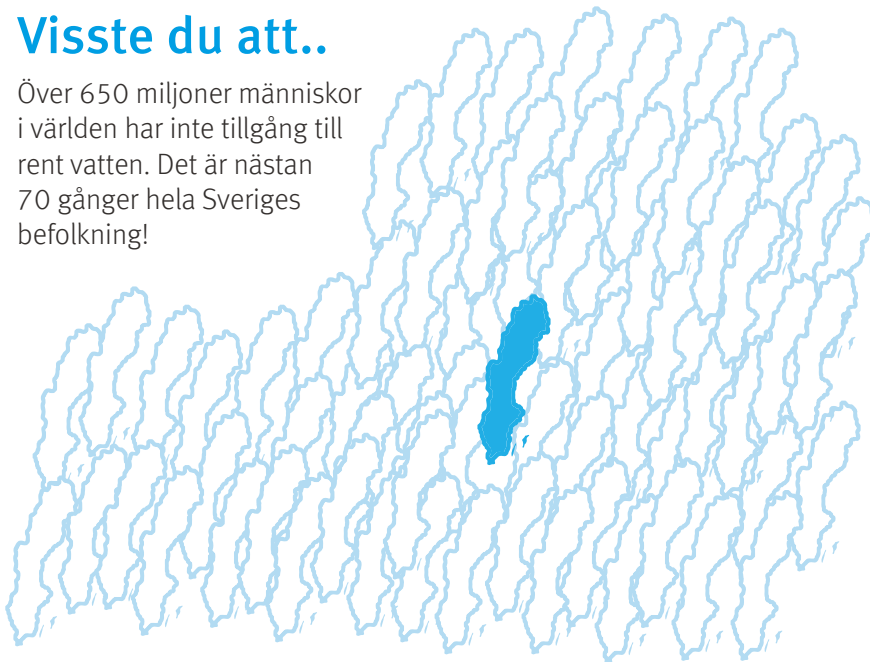 Visste du att..
Över 650 miljoner människor
i världen har inte tillgång till
rent vatten. Det är nästan
70 gånger hela Sveriges
befolkning!